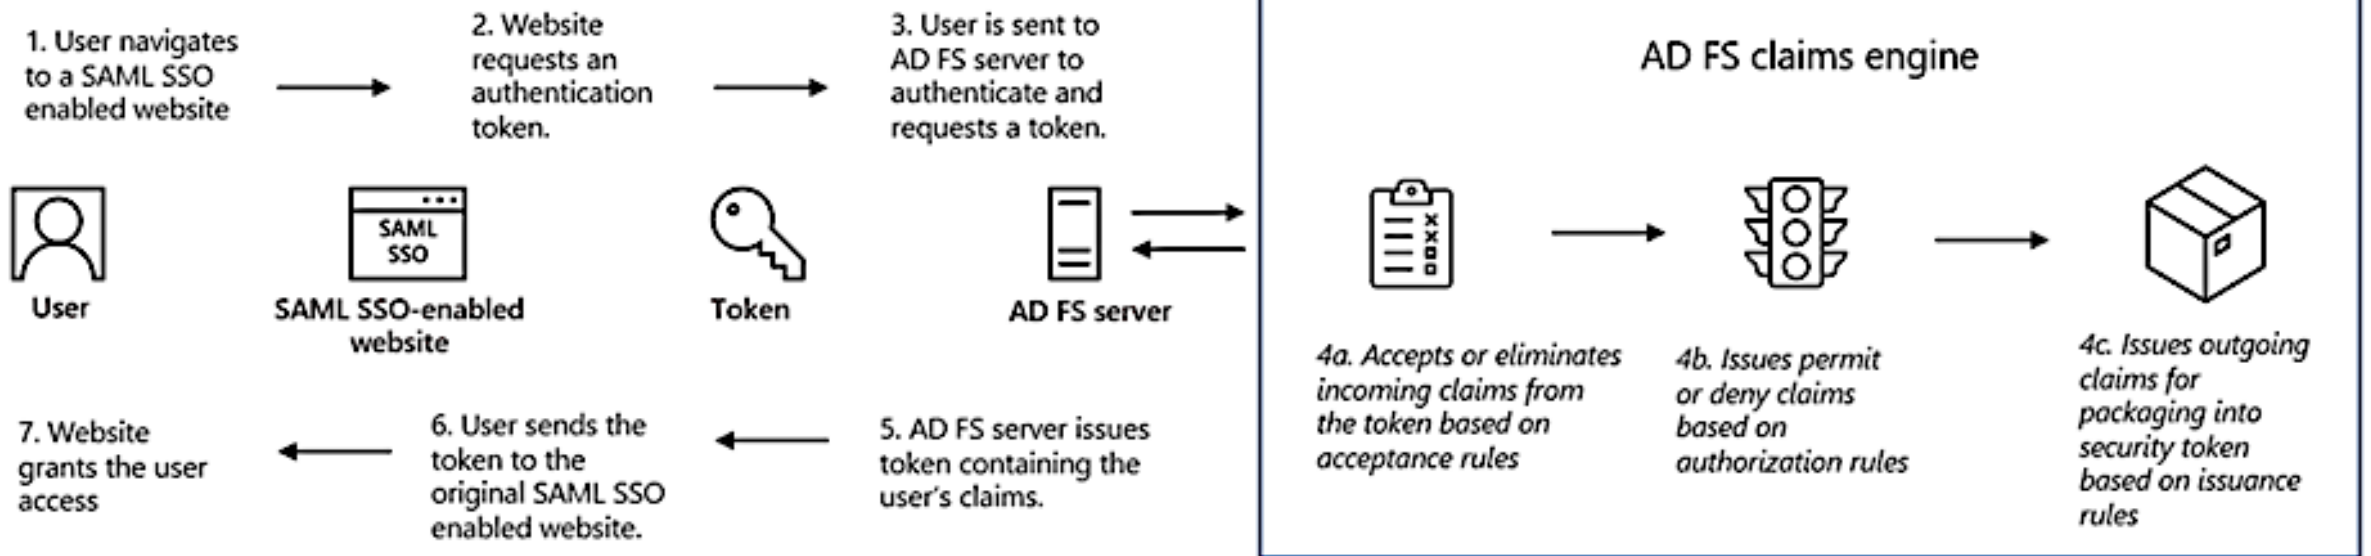 1. User navigates
to a SAML SSO
enabled website
2. Website
requests an
authentication
token.
3. User is sent to
AD FS server to
authenticate and
requests a token.
AD FS claims engine
SAML
SSO
User
SAML SSO-enabled
website
Token
AD FS server
4a. Accepts or eliminates
incoming claims from
the token based on
acceptance rules
4b. Issues permit
or deny claims
based on
authorization rules
4c. Issues outgoing
claims for
packaging into
security token
based on issuance
rules
5. AD FS server issues
token containing the
user's claims.
6. User sends the
token to the
original SAML SSO
enabled website.
7. Website
grants the user
access